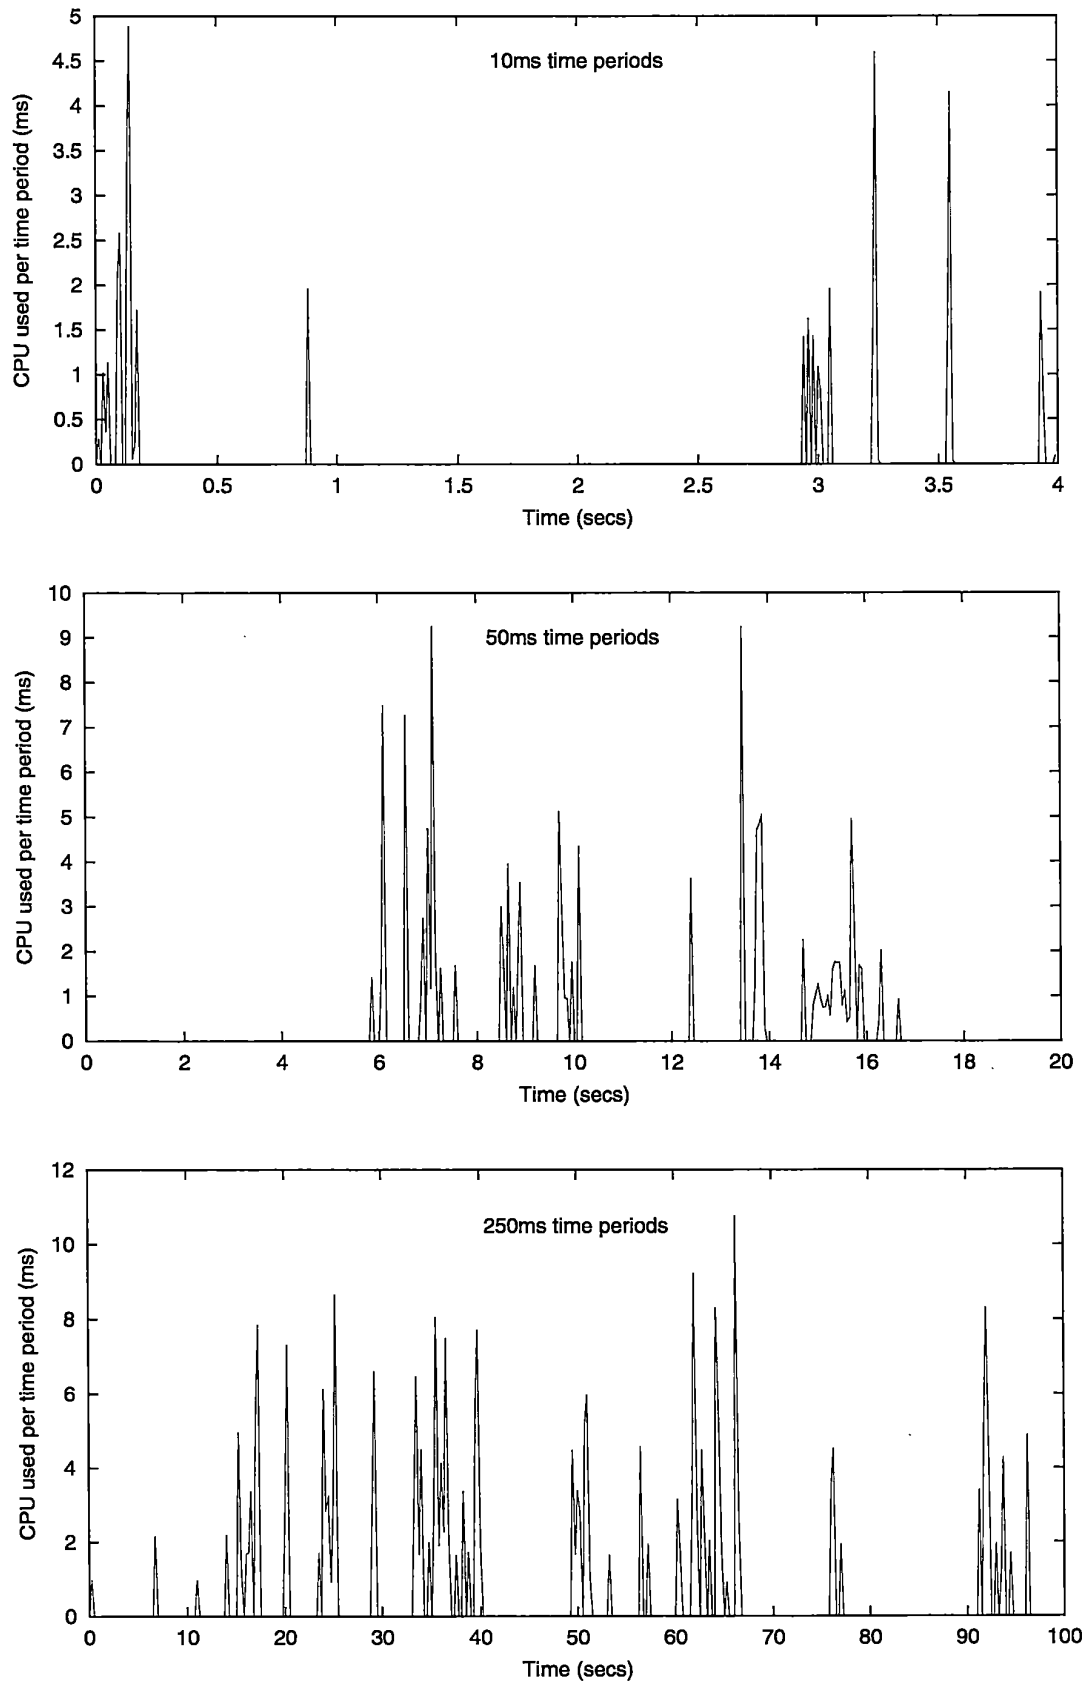 5
4.5
4
3.5
3
2.5
2
1.5
1
0.5
0
CPU used per time period (ms)
10ms time periods
0 0.5 1 1.5 2 2.5 3 3.5 4
Time (secs)
10
9
8
7
6
5
4
3
2
1
0
CPU used per time period (ms)
50ms time periods
0 2 4 6 8 10 12 14 16 18 20
Time (secs)
12
10
8
6
4
2
0
CPU used per time period (ms)
250ms time periods
0 10 20 30 40 50 60 70 80 90 100
Time (secs)